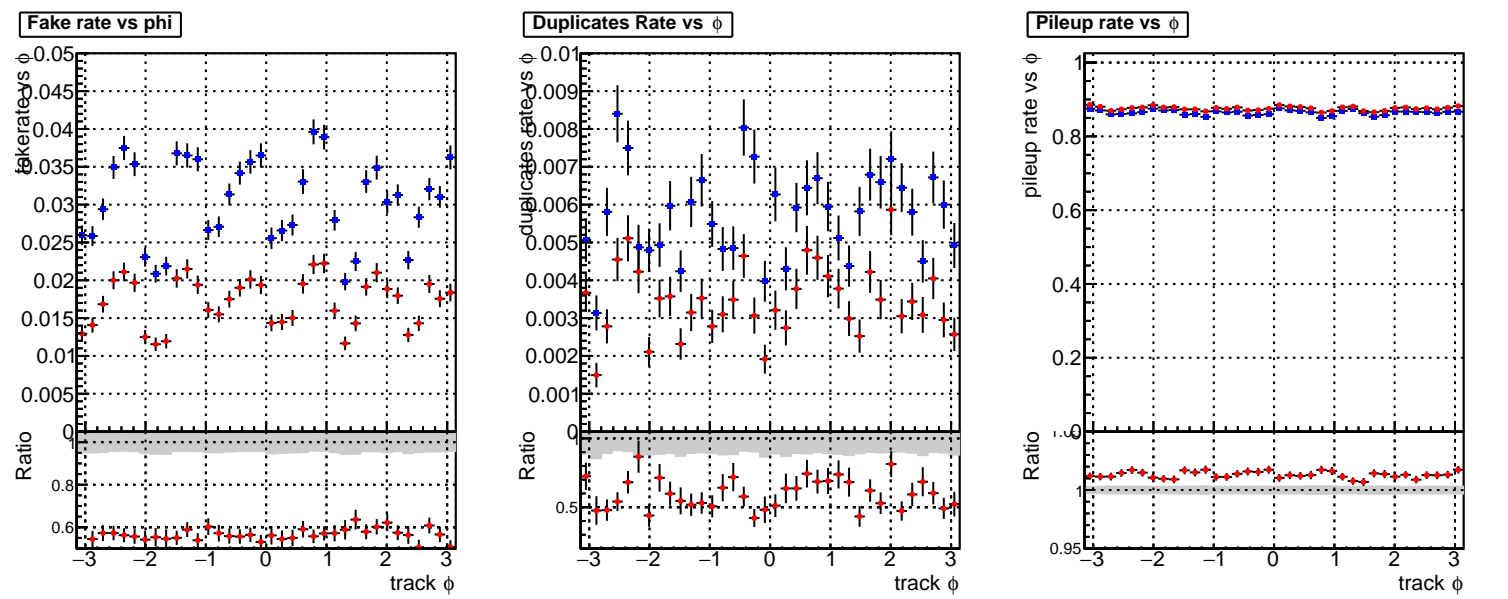 Fake rate vs phi
fakerate vs ϕ
0.05
0.045
0.04
0.035
0.03
0.025
0.02
0.015
0.01
0.005
0
Ratio
1
0.8
0.6
−3 −2 −1 0 1 2 3
track ϕ
Duplicates Rate vs ϕ
duplicates rate vs ϕ
0.01
0.009
0.008
0.007
0.006
0.005
0.004
0.003
0.002
0.001
0
Ratio
0.5
−3 −2 −1 0 1 2 3
track ϕ
Pileup rate vs ϕ
pileup rate vs ϕ
1
0.8
0.6
0.4
0.2
0
Ratio
1
0.95
−3 −2 −1 0 1 2 3
track ϕ